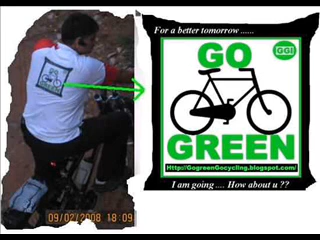 For a better tomorrow ......
GO
GGI
GREEN
Http://GogreenGocycling.blogspot.com/
I am going .... How about u ??
09/02/2008 18:09